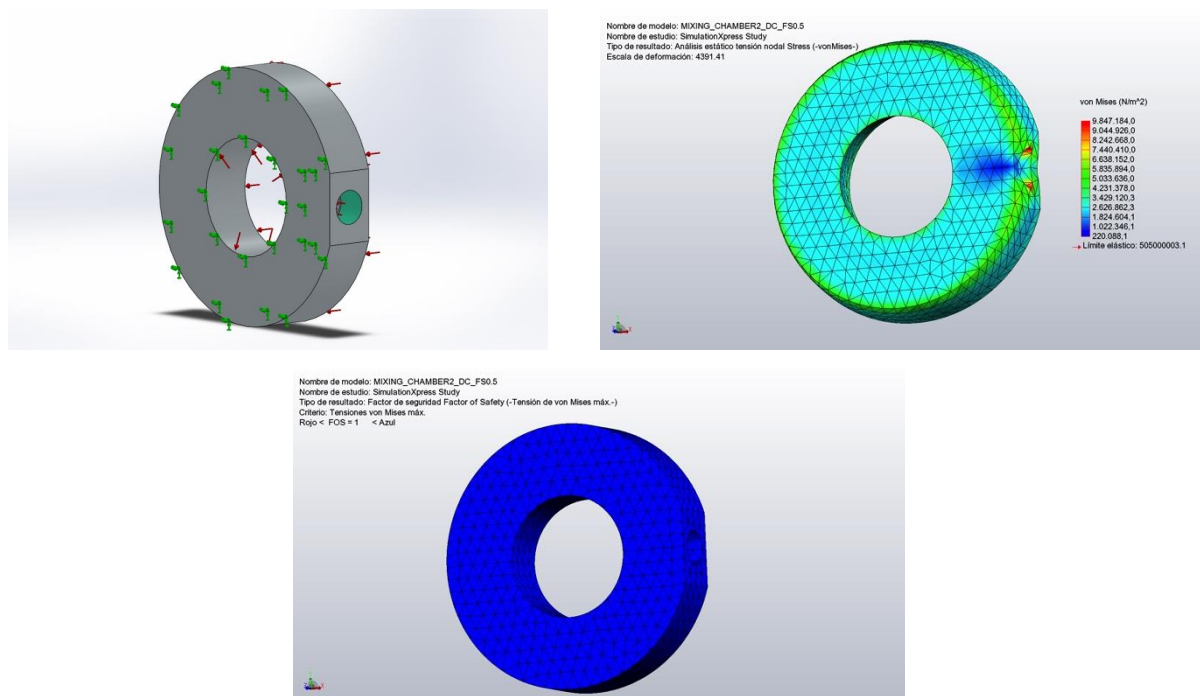 Nombre de modelo: MIXING_CHAMBER2_DC_FS0.5
Nombre de estudio: SimulationXpress Study
Tipo de resultado: Análisis estático tensión nodal Stress (-vonMises-)
Escala de deformación: 4391.41
von Mises (N/m^2)
9.847.184,0
9.044.926,0
8.242.668,0
7.440.410,0
6.638.152,0
5.835.894,0
5.033.636,0
4.231.378,0
3.429.120,3
2.626.862,3
1.824.604,1
1.022.346,1
220.088,1
Límite elástico: 505000003.1
Nombre de modelo: MIXING_CHAMBER2_DC_FS0.5
Nombre de estudio: SimulationXpress Study
Tipo de resultado: Factor de seguridad Factor of Safety (-Tensión de von Mises máx.-)
Criterio: Tensiones von Mises máx.
Rojo < FOS = 1 < Azul